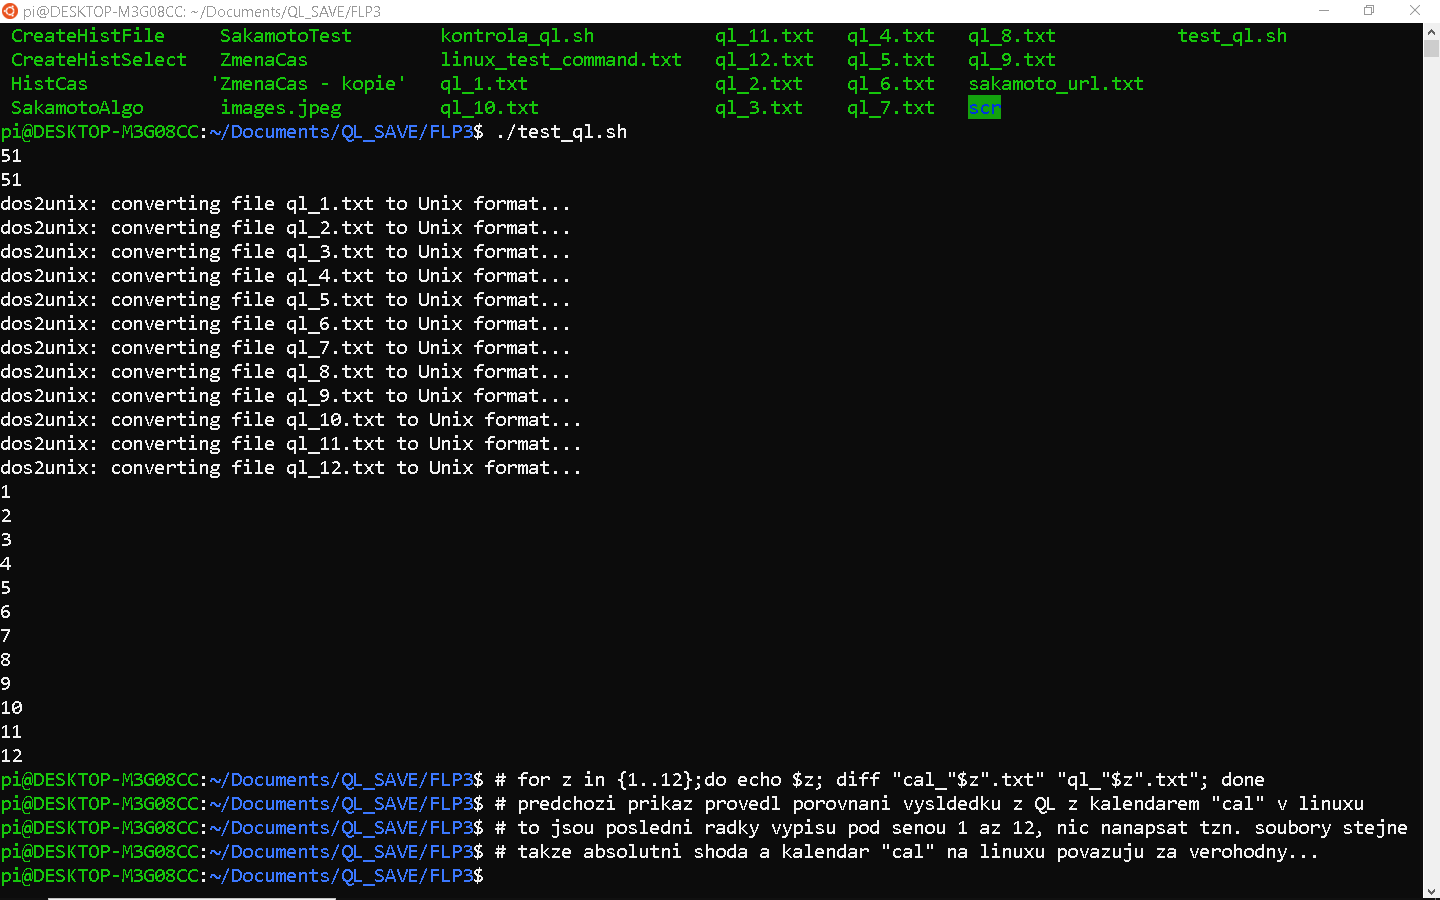 pi@DESKTOP-M3G08CC: ~/Documents/QL_SAVE/FLP3
CreateHistFile SakamotoTest kontrola_ql.sh ql_11.txt ql_4.txt ql_8.txt test_ql.sh
CreateHistSelect ZmenaCas linux_test_command.txt ql_12.txt ql_5.txt ql_9.txt
HistCas 'ZmenaCas - kopie' ql_1.txt ql_2.txt ql_6.txt sakamoto_url.txt
SakamotoAlgo images.jpeg ql_10.txt ql_3.txt ql_7.txt scr
pi@DESKTOP-M3G08CC:~/Documents/QL_SAVE/FLP3$ ./test_ql.sh
51
51
dos2unix: converting file ql_1.txt to Unix format...
dos2unix: converting file ql_2.txt to Unix format...
dos2unix: converting file ql_3.txt to Unix format...
dos2unix: converting file ql_4.txt to Unix format...
dos2unix: converting file ql_5.txt to Unix format...
dos2unix: converting file ql_6.txt to Unix format...
dos2unix: converting file ql_7.txt to Unix format...
dos2unix: converting file ql_8.txt to Unix format...
dos2unix: converting file ql_9.txt to Unix format...
dos2unix: converting file ql_10.txt to Unix format...
dos2unix: converting file ql_11.txt to Unix format...
dos2unix: converting file ql_12.txt to Unix format...
1
2
3
4
5
6
7
8
9
10
11
12
pi@DESKTOP-M3G08CC:~/Documents/QL_SAVE/FLP3$ # for z in {1..12};do echo $z; diff "cal_"$z".txt" "ql_"$z".txt"; done
pi@DESKTOP-M3G08CC:~/Documents/QL_SAVE/FLP3$ # predchozi prikaz provedl porovnani vysldedku z QL z kalendarem "cal" v linuxu
pi@DESKTOP-M3G08CC:~/Documents/QL_SAVE/FLP3$ # to jsou posledni radky vypisu pod senou 1 az 12, nic nanapsat tzn. soubory stejne
pi@DESKTOP-M3G08CC:~/Documents/QL_SAVE/FLP3$ # takze absolutni shoda a kalendar "cal" na linuxu povazuju za verohodny...
pi@DESKTOP-M3G08CC:~/Documents/QL_SAVE/FLP3$